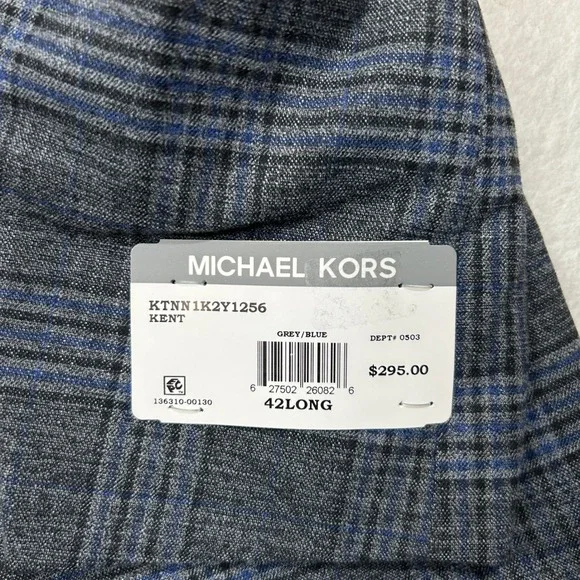 MICHAEL KORS
KTNN1K2Y1256
KENT
GREY/BLUE
DEPT# 0503
6 27502 26082 6
$295.00
136310-00130
42LONG